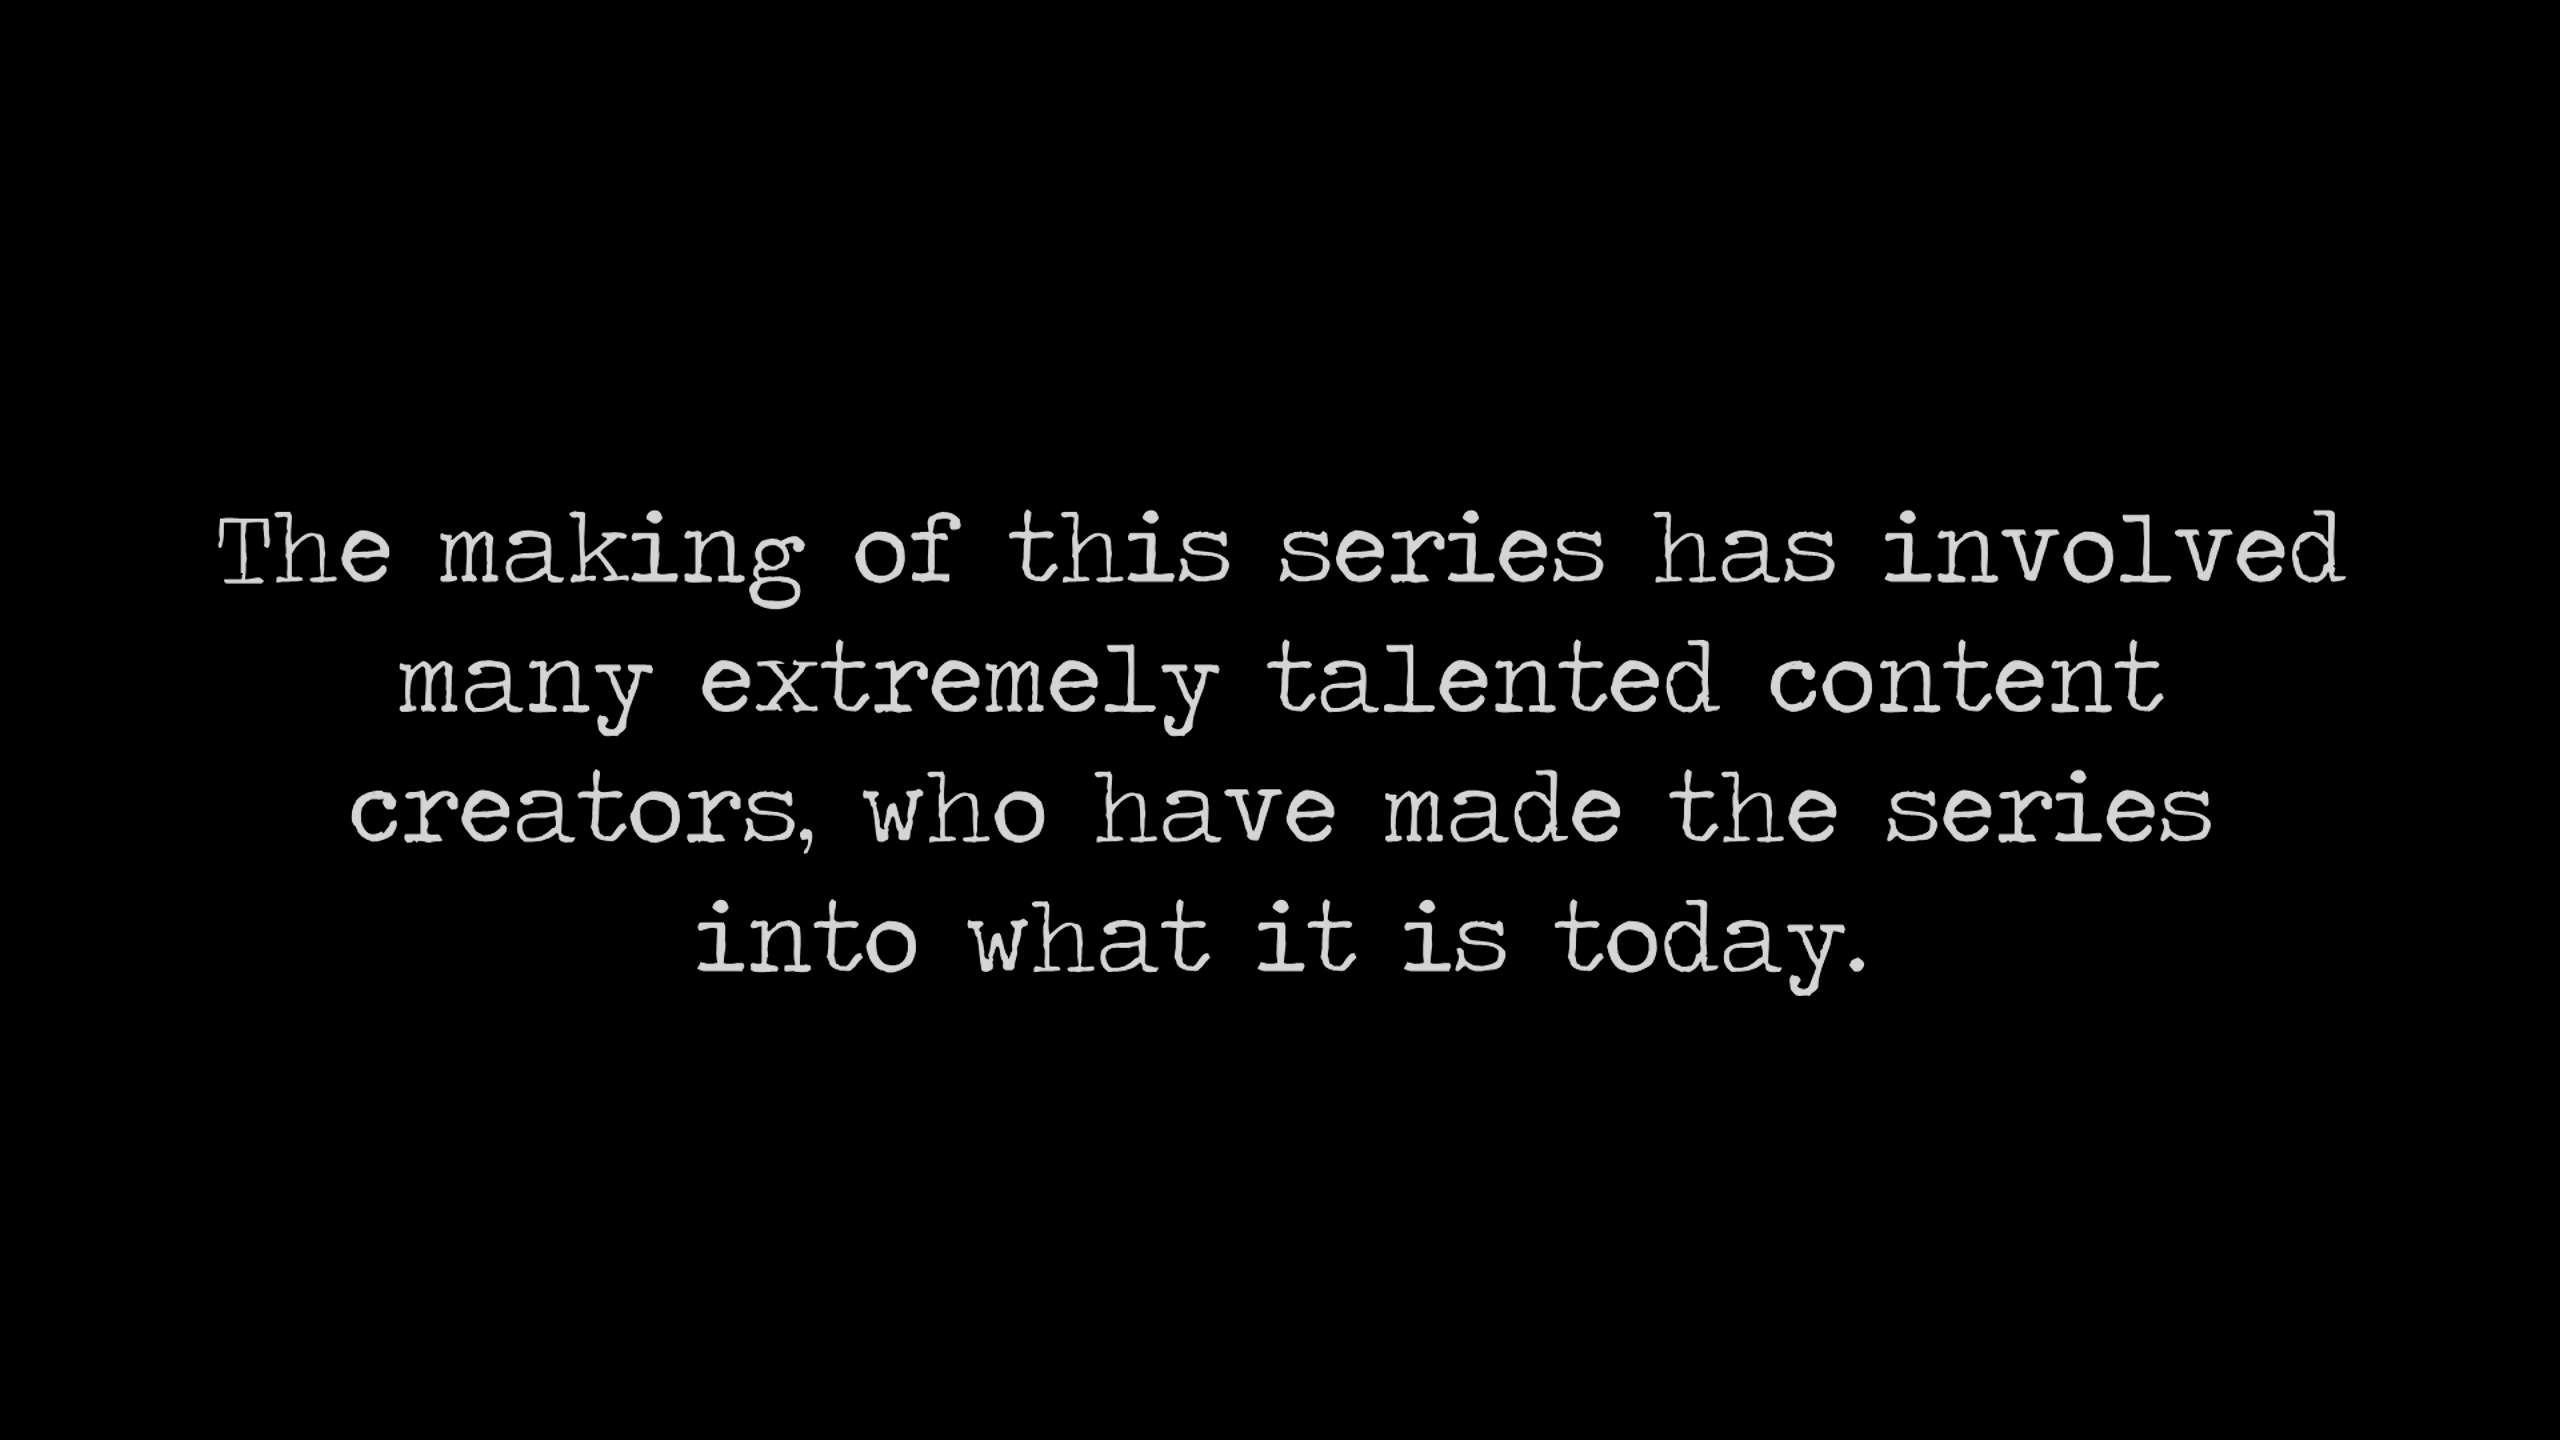 The making of this series has involved
many extremely talented content
creators, who have made the series
into what it is today.